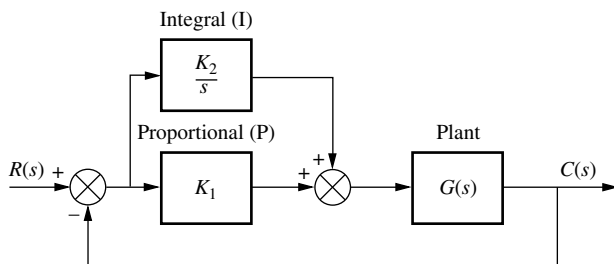 Integral (I)
K₂
s
Proportional (P)
Plant
R(s) +
+
+
K₁
G(s)
C(s)
−